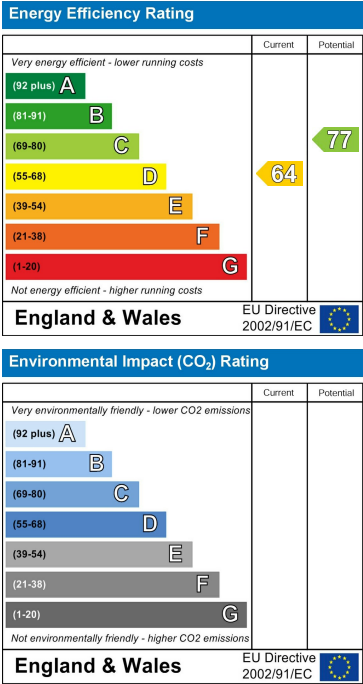 Energy Efficiency Rating
Current Potential
Very energy efficient - lower running costs
(92 plus) A
(81-91) B
(69-80) C
77
(55-68) D
64
(39-54) E
(21-38) F
(1-20) G
Not energy efficient - higher running costs
England & Wales
EU Directive
2002/91/EC
Environmental Impact (CO₂) Rating
Current Potential
Very environmentally friendly - lower CO2 emissions
(92 plus) A
(81-91) B
(69-80) C
(55-68) D
(39-54) E
(21-38) F
(1-20) G
Not environmentally friendly - higher CO2 emissions
England & Wales
EU Directive
2002/91/EC